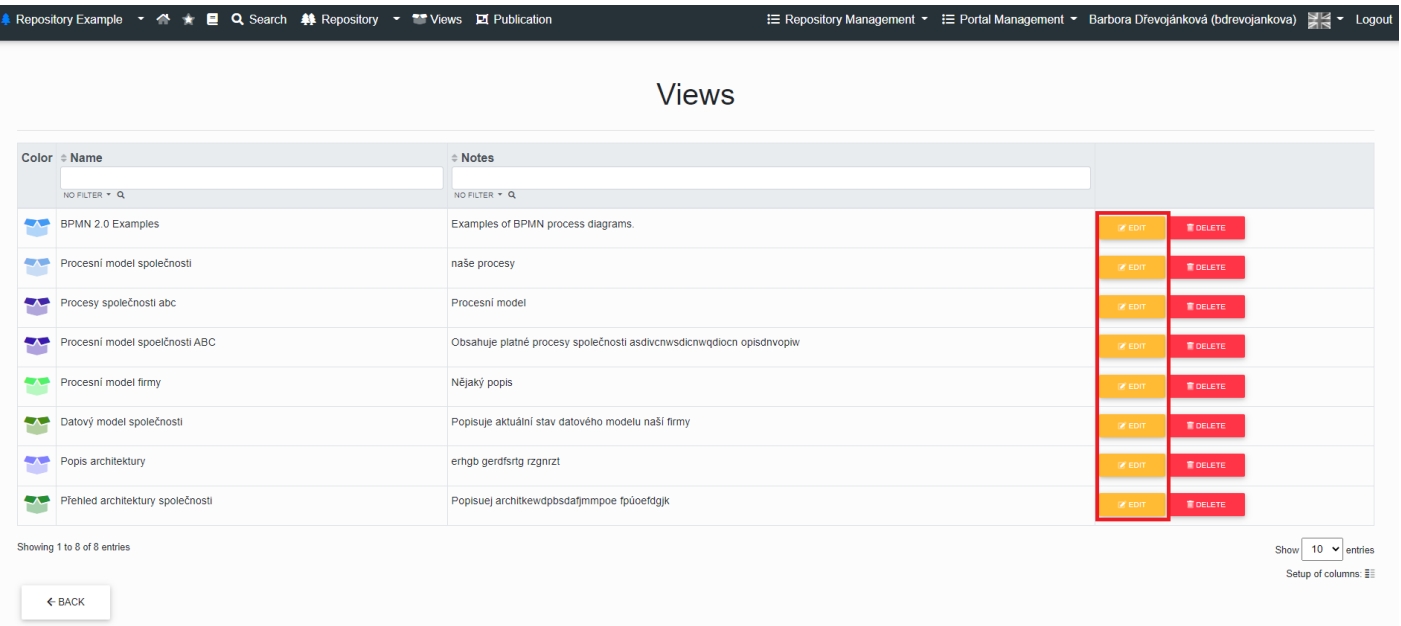 Repository Example Search Repository Views Publication Repository Management Portal Management Barbora Dřevojánková (bdrevojankova) Logout
Views
Color Name Notes
NO FILTER NO FILTER
BPMN 2.0 Examples Examples of BPMN process diagrams. EDIT DELETE
Procesní model společnosti naše procesy EDIT DELETE
Procesy společnosti abc Procesní model EDIT DELETE
Procesní model spoelčnosti ABC Obsahuje platné procesy společnosti asdivcnwsdicnwqdiocn opisdnvopiw EDIT DELETE
Procesní model firmy Nějaký popis EDIT DELETE
Datový model společnosti Popisuje aktuální stav datového modelu naší firmy EDIT DELETE
Popis architektury erhgb gerdfsrtg rzgnrzt EDIT DELETE
Přehled architektury společnosti Popisuej architkewdpbsdafjmmpoe fpúoefdgjk EDIT DELETE
Showing 1 to 8 of 8 entries Show 10 entries
Setup of columns:
BACK